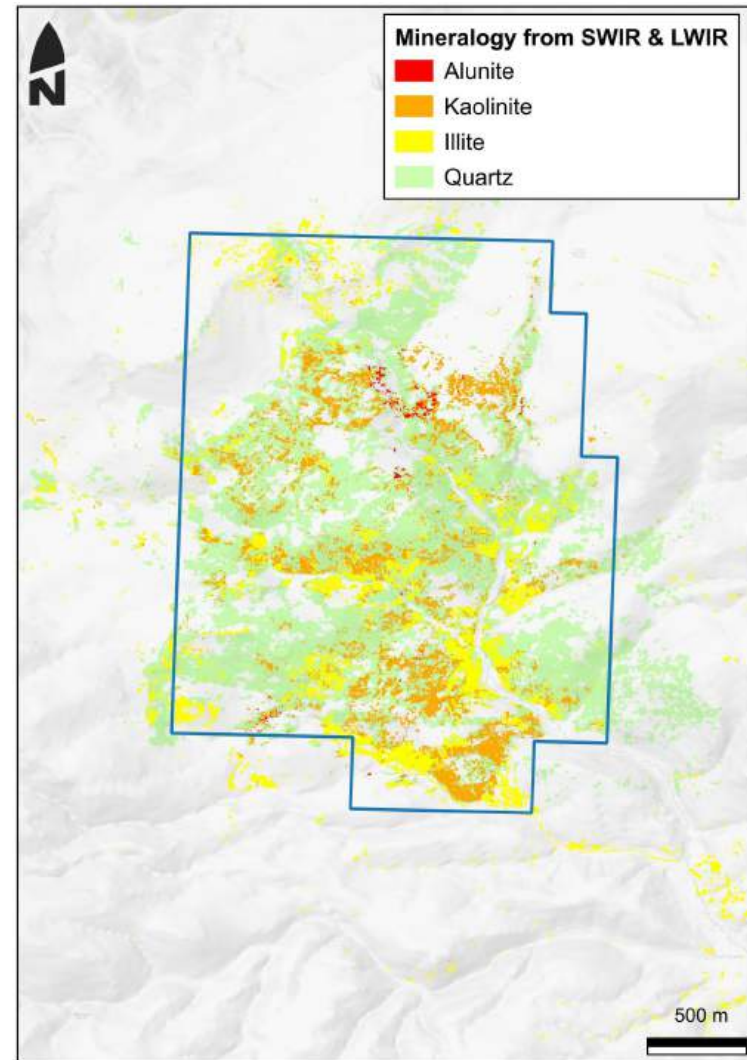 N
Mineralogy from SWIR & LWIR
Alunite
Kaolinite
Illite
Quartz
500 m